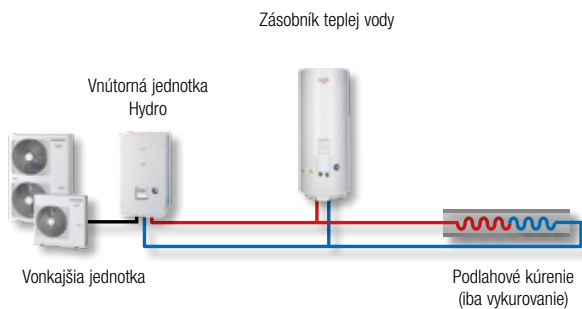 Zásobník teplej vody
Vnútorná jednotka
Hydro
Vonkajšia jednotka
Podlahové kúrenie
(iba vykurovanie)